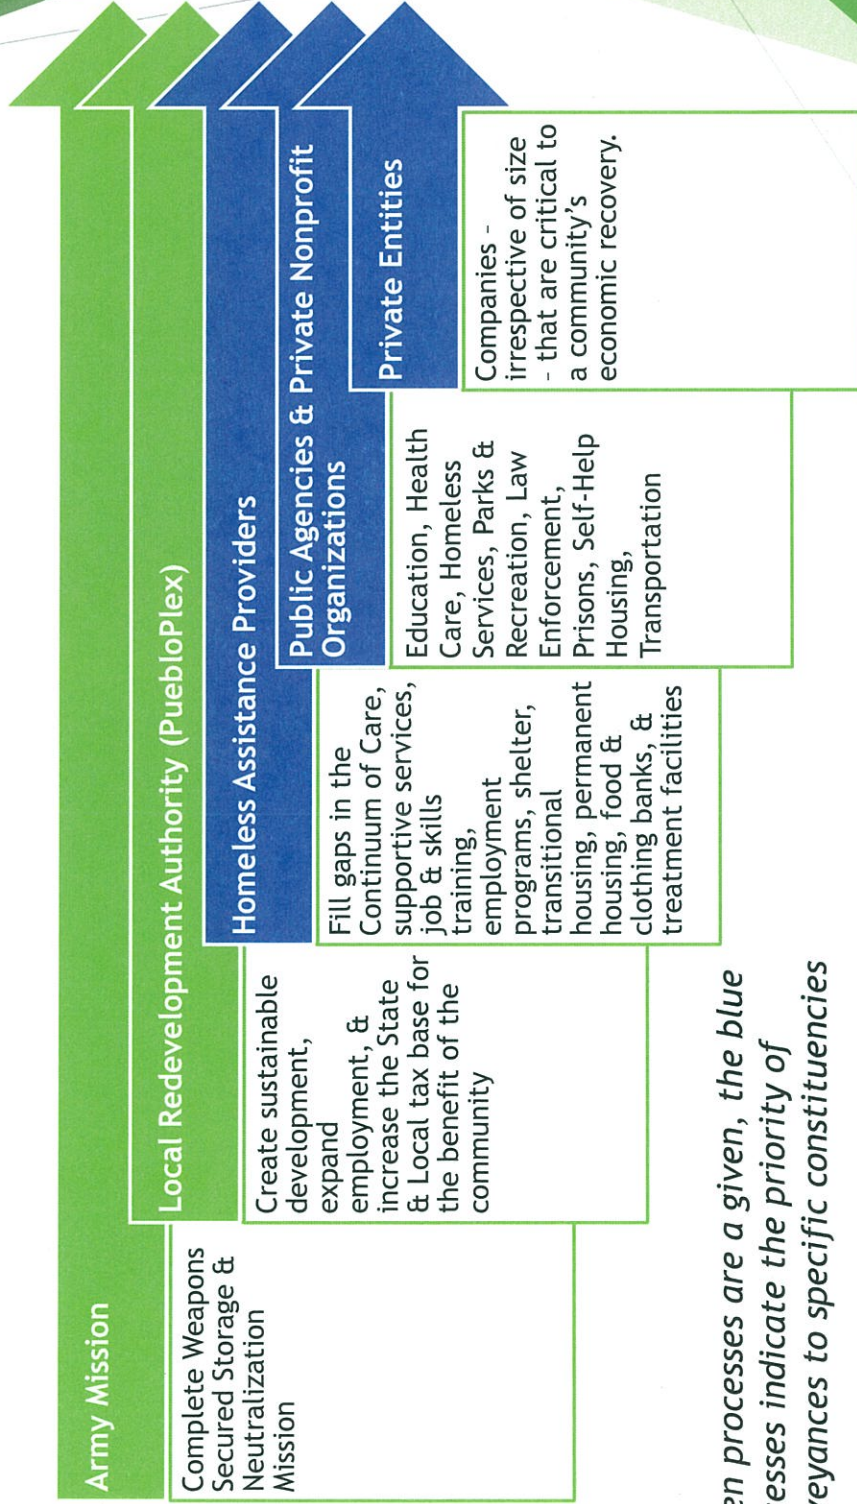 Army Mission
Complete Weapons
Secured Storage &
Neutralization
Mission
Local Redevelopment Authority (PuebloPlex)
Create sustainable
development,
expand
employment, &
increase the State
& Local tax base for
the benefit of the
community
Homeless Assistance Providers
Fill gaps in the
Continuum of Care,
supportive services,
job & skills
training,
employment
programs, shelter,
transitional
housing, permanent
housing, food &
clothing banks, &
treatment facilities
Public Agencies & Private Nonprofit
Organizations
Education, Health
Care, Homeless
Services, Parks &
Recreation, Law
Enforcement,
Prisons, Self-Help
Housing,
Transportation
Private Entities
Companies -
irrespective of size
- that are critical to
a community's
economic recovery.
processes are a given, the blue
indicate the priority of
to specific constituencies